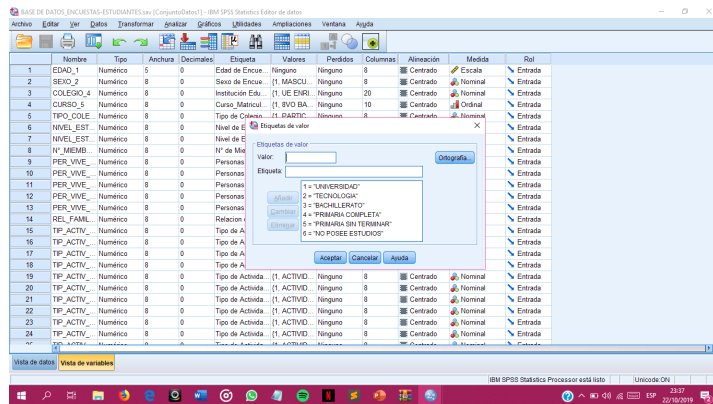 BASE DE DATOS_ENCUESTAS-ESTUDIANTES.sav [ConjuntoDatos1] - IBM SPSS Statistics Editor de datos
Archivo Editar Ver Datos Transformar Analizar Gráficos Utilidades Ampliaciones Ventana Ayuda
Nombre Tipo Anchura Decimales Etiqueta Valores Perdidos Columnas Alineación Medida Rol
1 EDAD_1 Numérico 5 0 Edad de Encue... Ninguno Ninguno 8 Centrado Escala Entrada
2 SEXO_2 Numérico 8 0 Sexo de Encue... {1, MASCU... Ninguno 8 Centrado Nominal Entrada
3 COLEGIO_4 Numérico 8 0 Institución Edu... {1, UE ENRI... Ninguno 20 Centrado Nominal Entrada
4 CURSO_5 Numérico 8 0 Curso_Matricul... {1, 8VO BA... Ninguno 10 Centrado Ordinal Entrada
5 TIPO_COLE... Numérico 8 0 Tipo de Colegio {1, PARTIC... Ninguno 8 Centrado Nominal Entrada
6 NIVEL_EST... Numérico 8 0 Nivel de E Entrada
7 NIVEL_EST... Numérico 8 0 Nivel de E Entrada
8 N°_MIEMB... Numérico 8 0 N° de Mie Entrada
9 PER_VIVE_... Numérico 8 0 Personas Entrada
10 PER_VIVE_... Numérico 8 0 Personas Entrada
11 PER_VIVE_... Numérico 8 0 Personas Entrada
12 PER_VIVE_... Numérico 8 0 Personas Entrada
13 PER_VIVE_... Numérico 8 0 Personas Entrada
14 REL_FAMIL... Numérico 8 0 Relacion Entrada
15 TIP_ACTIV_... Numérico 8 0 Tipo de A Entrada
16 TIP_ACTIV_... Numérico 8 0 Tipo de A Entrada
17 TIP_ACTIV_... Numérico 8 0 Tipo de A Entrada
18 TIP_ACTIV_... Numérico 8 0 Tipo de A Entrada
19 TIP_ACTIV_... Numérico 8 0 Tipo de Activida... {1, ACTIVID... Ninguno 8 Centrado Nominal Entrada
20 TIP_ACTIV_... Numérico 8 0 Tipo de Activida... {1, ACTIVID... Ninguno 8 Centrado Nominal Entrada
21 TIP_ACTIV_... Numérico 8 0 Tipo de Activida... {1, ACTIVID... Ninguno 8 Centrado Nominal Entrada
22 TIP_ACTIV_... Numérico 8 0 Tipo de Activida... {1, ACTIVID... Ninguno 8 Centrado Nominal Entrada
23 TIP_ACTIV_... Numérico 8 0 Tipo de Activida... {1, ACTIVID... Ninguno 8 Centrado Nominal Entrada
24 TIP_ACTIV_... Numérico 8 0 Tipo de Activida... {1, ACTIVID... Ninguno 8 Centrado Nominal Entrada
Etiquetas de valor
Etiquetas de valor
Valor:
Ortografía...
Etiqueta:
1 = "UNIVERSIDAD"
2 = "TECNOLOGIA"
3 = "BACHILLERATO"
4 = "PRIMARIA COMPLETA"
5 = "PRIMARIA SIN TERMINAR"
6 = "NO POSEE ESTUDIOS"
Añadir
Cambiar
Eliminar
Aceptar Cancelar Ayuda
Vista de datos Vista de variables
IBM SPSS Statistics Processor está listo Unicode:ON
ESP
23:37
22/10/2019